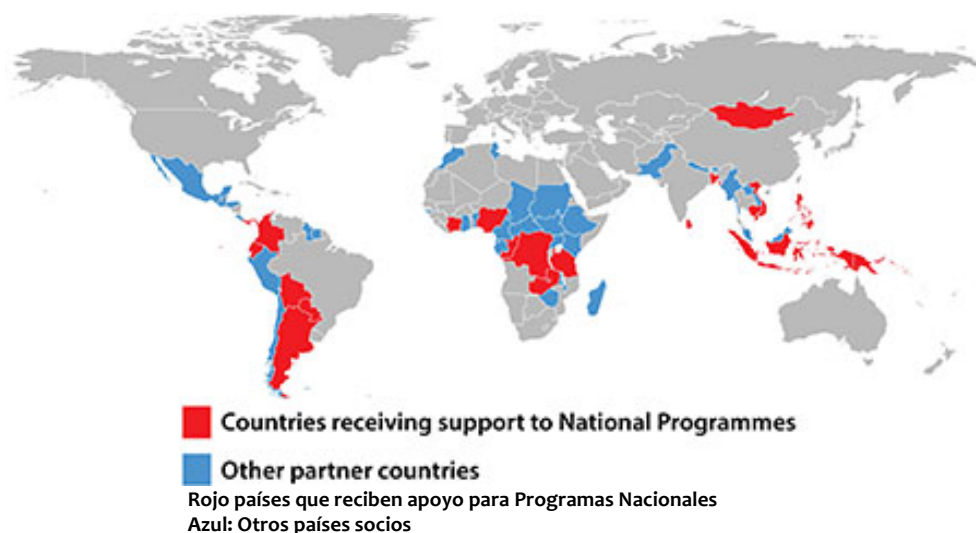 Countries receiving support to National Programmes
Other partner countries
Rojo países que reciben apoyo para Programas Nacionales
Azul: Otros países socios